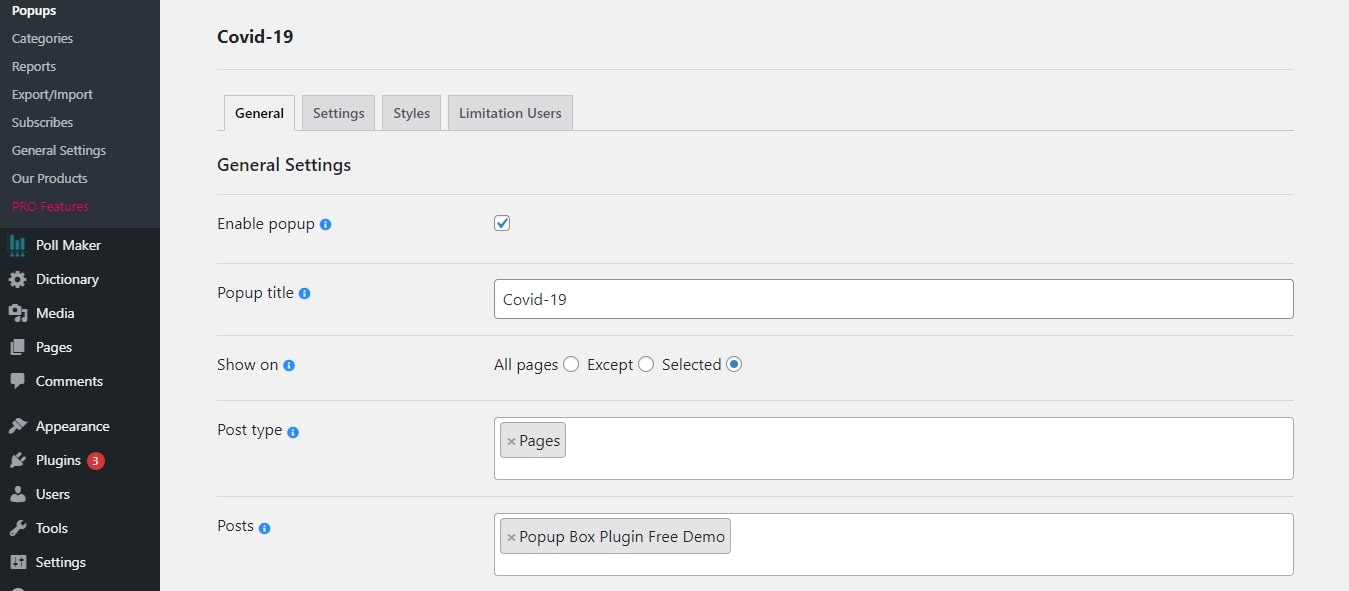 Popups
Categories
Reports
Export/Import
Subscribes
General Settings
Our Products
PRO Features
Poll Maker
Dictionary
Media
Pages
Comments
Appearance
Plugins 3
Users
Tools
Settings
Covid-19
General Settings Styles Limitation Users
General Settings
Enable popup
Popup title
Covid-19
Show on
All pages Except Selected
Post type
× Pages
Posts
× Popup Box Plugin Free Demo